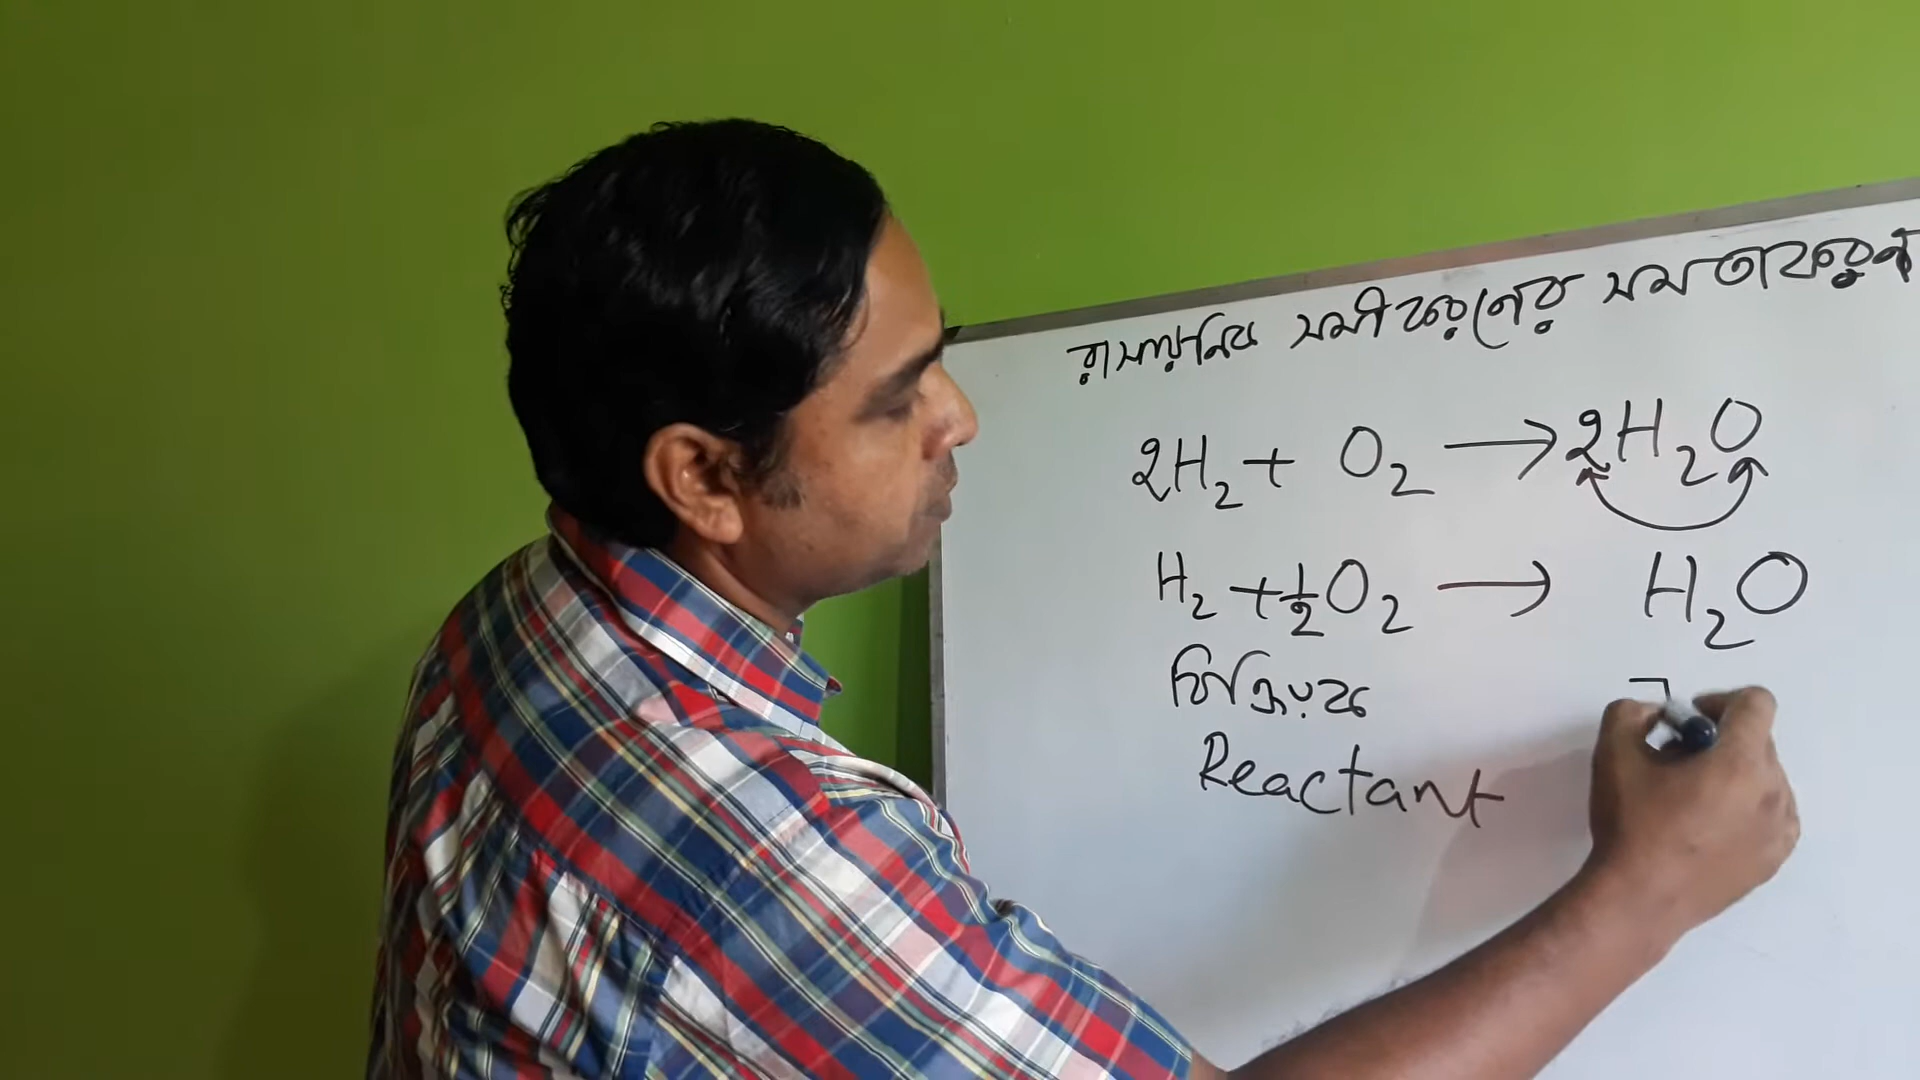 রাসায়নিক সমীকরণের সমতাকরণ
2H₂ + O₂ → 2H₂O
H₂ + ½O₂ → H₂O
বিক্রিয়ক
Reactant